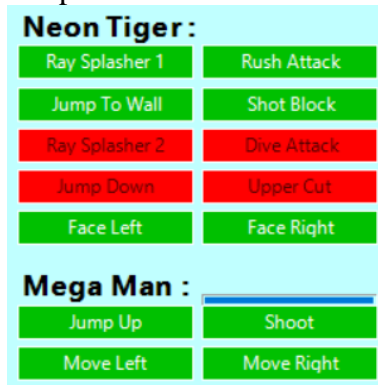 Neon Tiger :
Ray Splasher 1 Rush Attack
Jump To Wall Shot Block
Ray Splasher 2 Dive Attack
Jump Down Upper Cut
Face Left Face Right
Mega Man :
Jump Up Shoot
Move Left Move Right